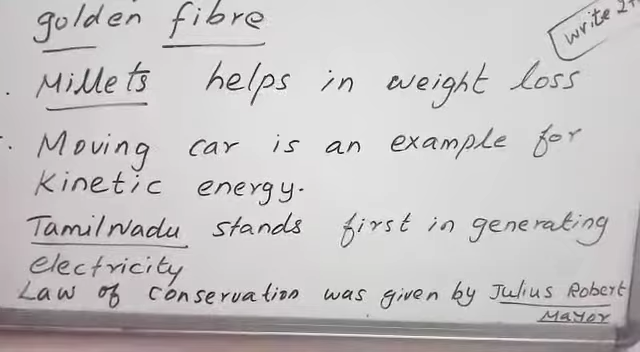 golden fibre
write 2
. Millets helps in weight loss
. Moving car is an example for
Kinetic energy.
TamilNadu stands first in generating
electricity
Law of conservation was given by Julius Robert
Mayor